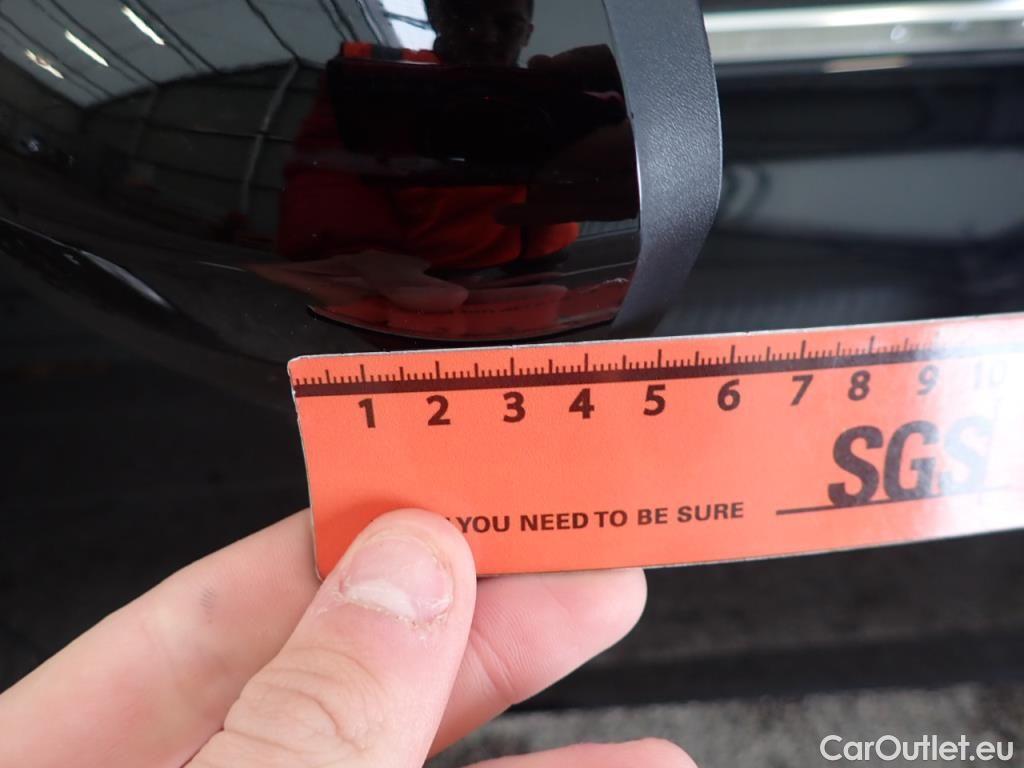 1 2 3 4 5 6 7 8 9 10
SGS
YOU NEED TO BE SURE
CarOutlet.eu